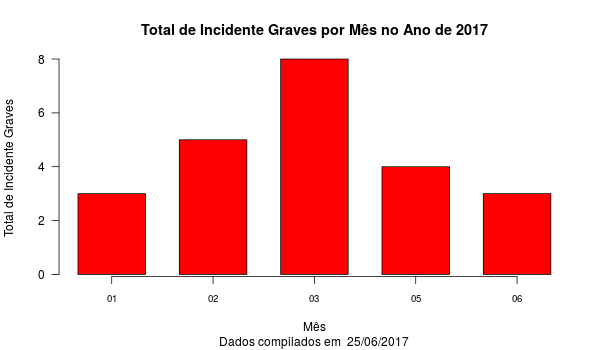 Total de Incidente Graves por Mês no Ano de 2017
Total de Incidente Graves
8
6
4
2
0
01 02 03 05 06
Mês
Dados compilados em 25/06/2017